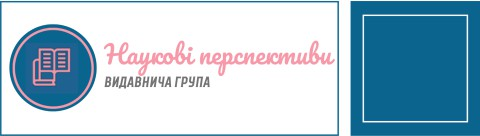 Наукові перспективи
ВИДАВНИЧА ГРУПА